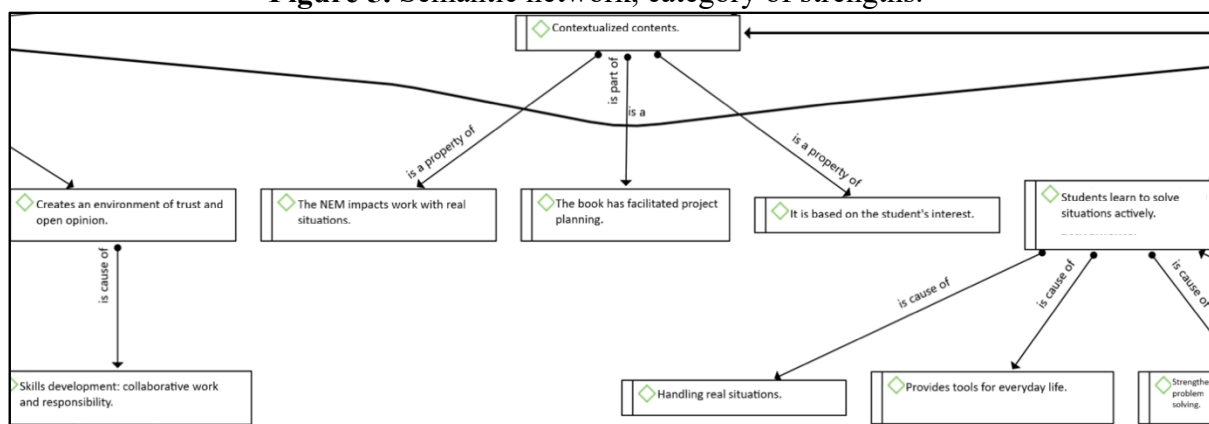 Figure 3. Semantic network, category of strengths.
Contextualized contents.
is a property of
is part of
is a
is a property of
Creates an environment of trust and
open opinion.
The NEM impacts work with real
situations.
The book has facilitated project
planning.
It is based on the student's interest.
Students learn to solve
situations actively.
is cause of
is cause of
is cause of
is cause of
Skills development: collaborative work
and responsibility.
Handling real situations.
Provides tools for everyday life.
problem
solving.